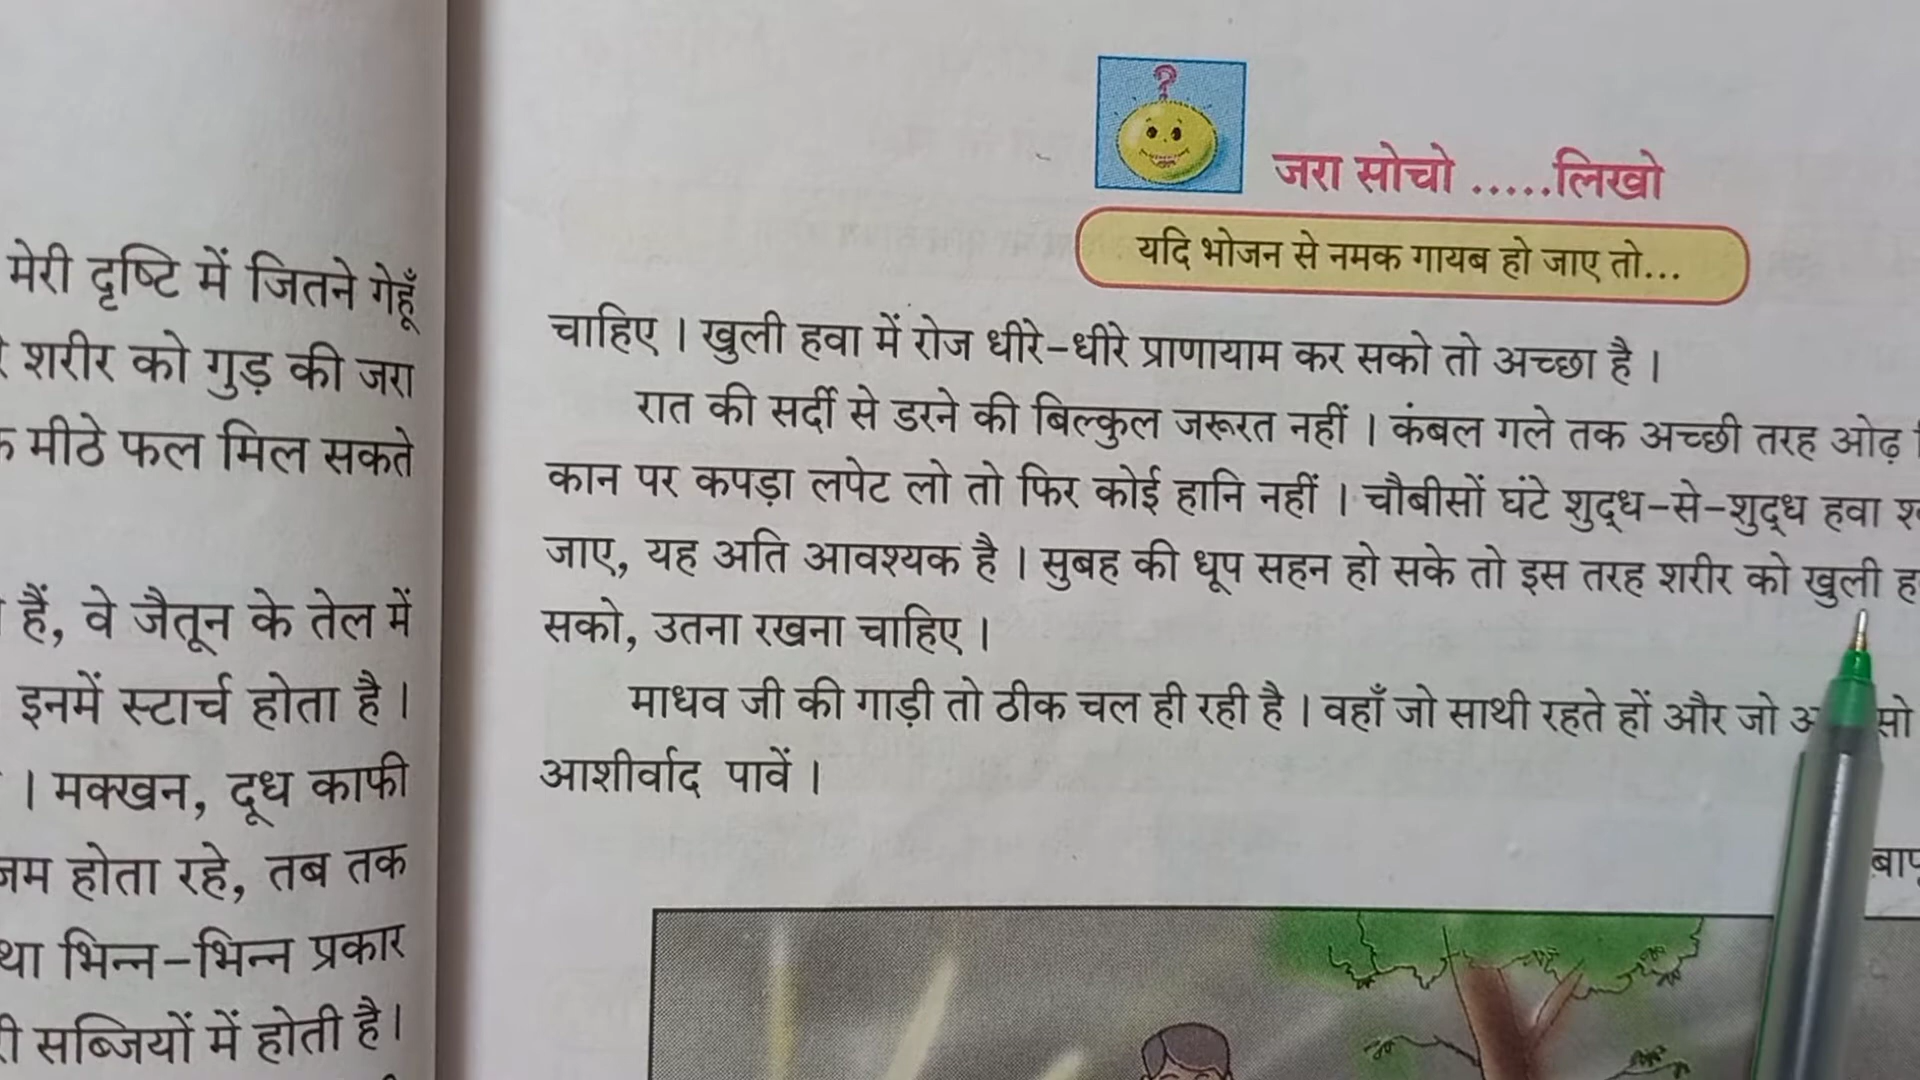 मेरी दृष्टि में जितने गेहूँ
शरीर को गुड़ की जरा
मीठे फल मिल सकते
हैं, वे जैतून के तेल में
इनमें स्टार्च होता है ।
। मक्खन, दूध काफी
होता रहे, तब तक
भिन्न-भिन्न प्रकार
सब्जियों में होती है।
जरा सोचो .....लिखो
यदि भोजन से नमक गायब हो जाए तो...
चाहिए । खुली हवा में रोज धीरे-धीरे प्राणायाम कर सको तो अच्छा है ।
रात की सर्दी से डरने की बिल्कुल जरूरत नहीं । कंबल गले तक अच्छी तरह ओढ़
कान पर कपड़ा लपेट लो तो फिर कोई हानि नहीं । चौबीसों घंटे शुद्ध-से-शुद्ध हवा
जाए, यह अति आवश्यक है । सुबह की धूप सहन हो सके तो इस तरह शरीर को खुली
सको, उतना रखना चाहिए ।
माधव जी की गाड़ी तो ठीक चल ही रही है । वहाँ जो साथी रहते हों और जो
आशीर्वाद पावें ।